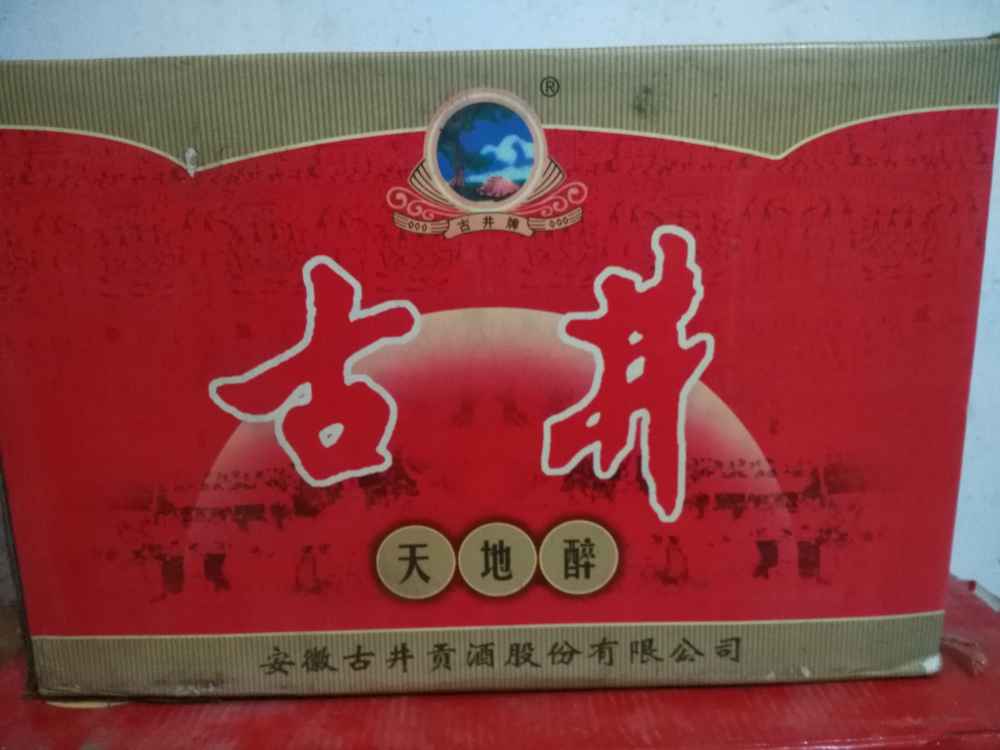 ®
古井牌
古井
天地醉
安徽古井贡酒股份有限公司